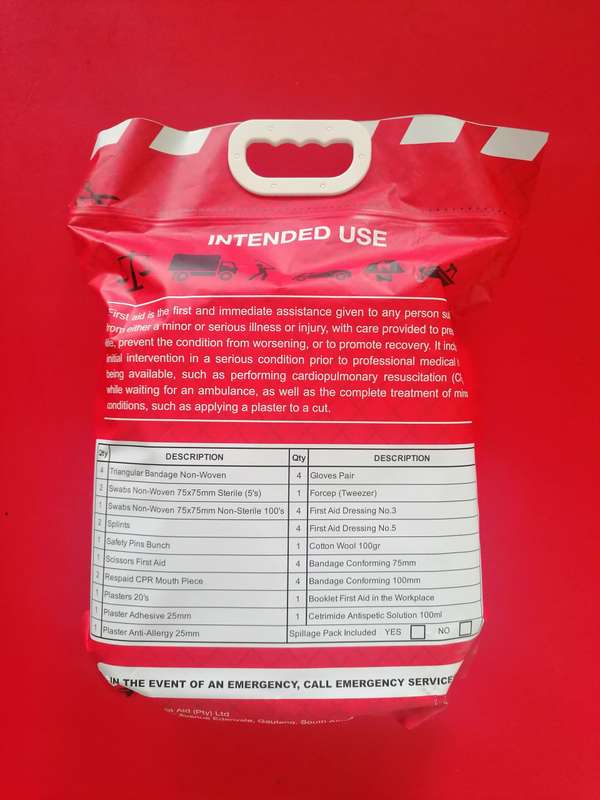 INTENDED USE
First aid is the first and immediate assistance given to any person
from either a minor or serious illness or injury, with care provided to
prevent the condition from worsening, or to promote recovery. It
initial intervention in a serious condition prior to professional medical
being available, such as performing cardiopulmonary resuscitation
while waiting for an ambulance, as well as the complete treatment of
conditions, such as applying a plaster to a cut.
Qty DESCRIPTION Qty DESCRIPTION
4 Triangular Bandage Non-Woven 4 Gloves Pair
2 Swabs Non-Woven 75x75mm Sterile (5's) 1 Forcep (Tweezer)
1 Swabs Non-Woven 75x75mm Non-Sterile 100's 4 First Aid Dressing No.3
2 Splints 4 First Aid Dressing No.5
1 Safety Pins Bunch 1 Cotton Wool 100gr
1 Scissors First Aid 4 Bandage Conforming 75mm
2 Respaid CPR Mouth Piece 4 Bandage Conforming 100mm
1 Plasters 20's 1 Booklet First Aid in the Workplace
1 Plaster Adhesive 25mm 1 Cetrimide Antispetic Solution 100ml
1 Plaster Anti-Allergy 25mm Spillage Pack Included YES NO
IN THE EVENT OF AN EMERGENCY, CALL EMERGENCY SERVICE
Aid (Pty) Ltd
Avenue Edenvale, Gauteng, South